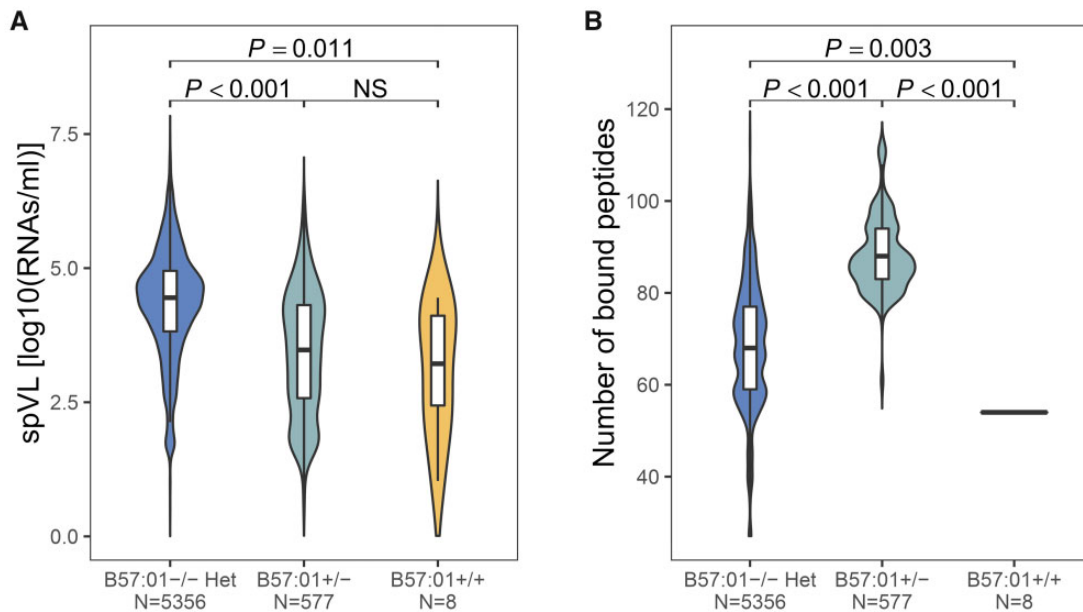 A
P = 0.011
P < 0.001
NS
spVL [log10(RNAs/ml)]
7.5
5.0
2.5
0.0
B57:01−/− Het
N=5356
B57:01+/−
N=577
B57:01+/+
N=8
B
P = 0.003
P < 0.001
P < 0.001
Number of bound peptides
120
100
80
60
40
B57:01−/− Het
N=5356
B57:01+/−
N=577
B57:01+/+
N=8